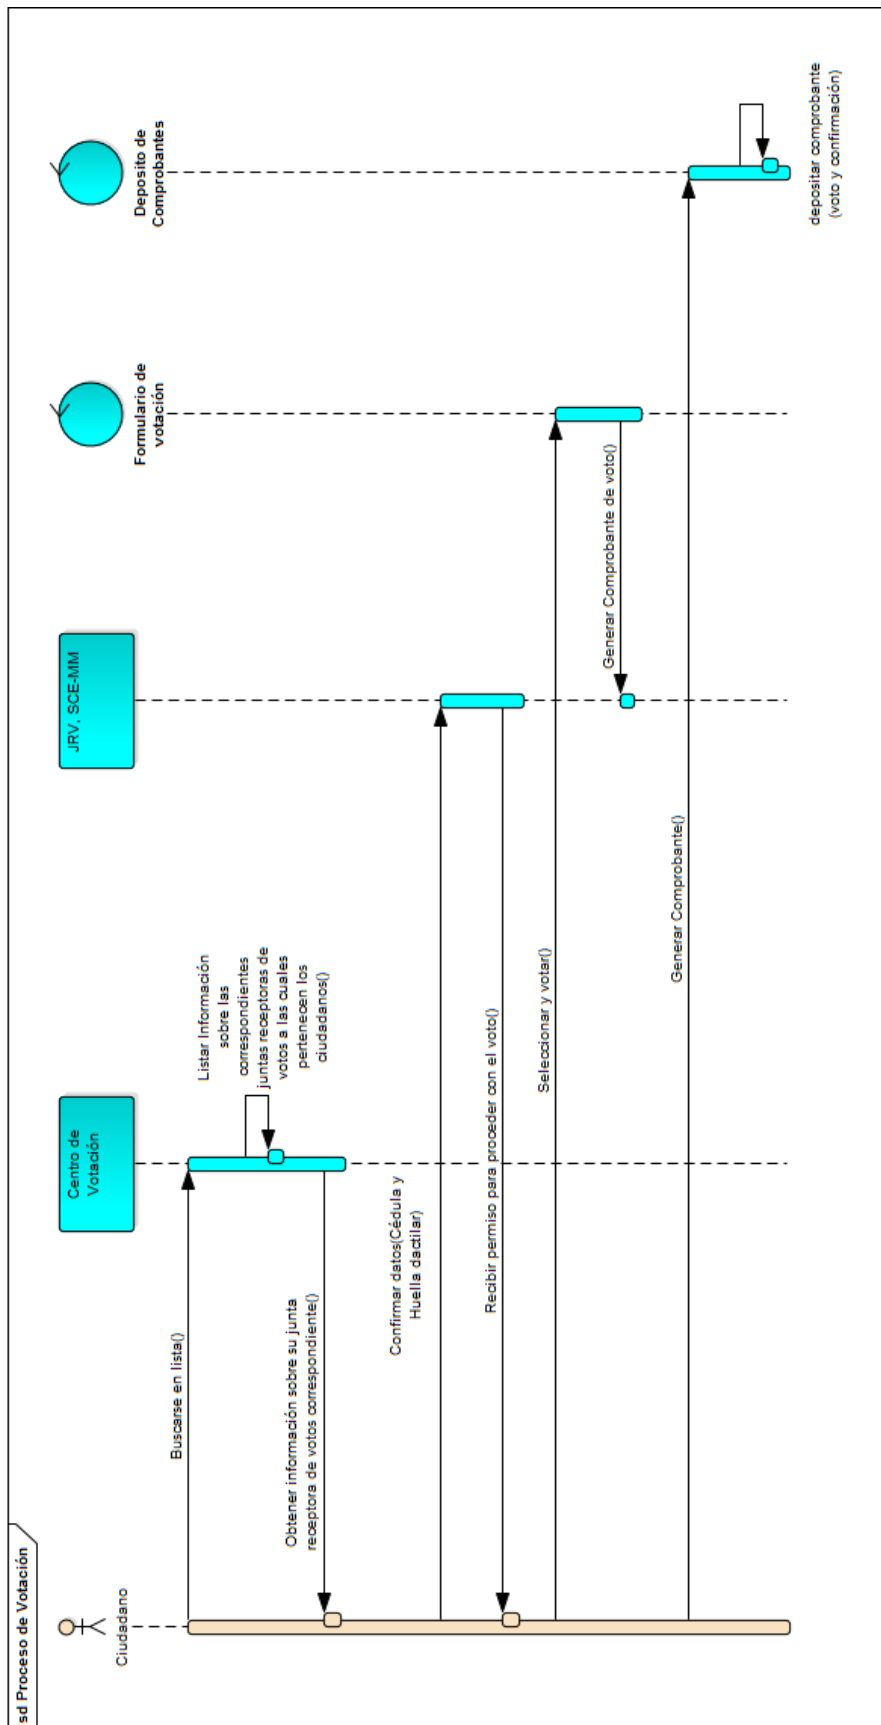 sd Proceso de Votación
Ciudadano
Centro de
Votación
JRV, SCE-MM
Formulario de
votación
Deposito de
Comprobantes
Buscarse en lista()
Listar Información
sobre las
correspondientes
juntas receptoras de
votos a las cuales
pertenecen los
ciudadanos()
Obtener información sobre su junta
receptora de votos correspondiente()
Confirmar datos(Cédula y
Huella dactilar)
Recibir permiso para proceder con el voto()
Seleccionar y votar()
Generar Comprobante de voto()
Generar Comprobante()
depositar comprobante
(voto y confirmación)